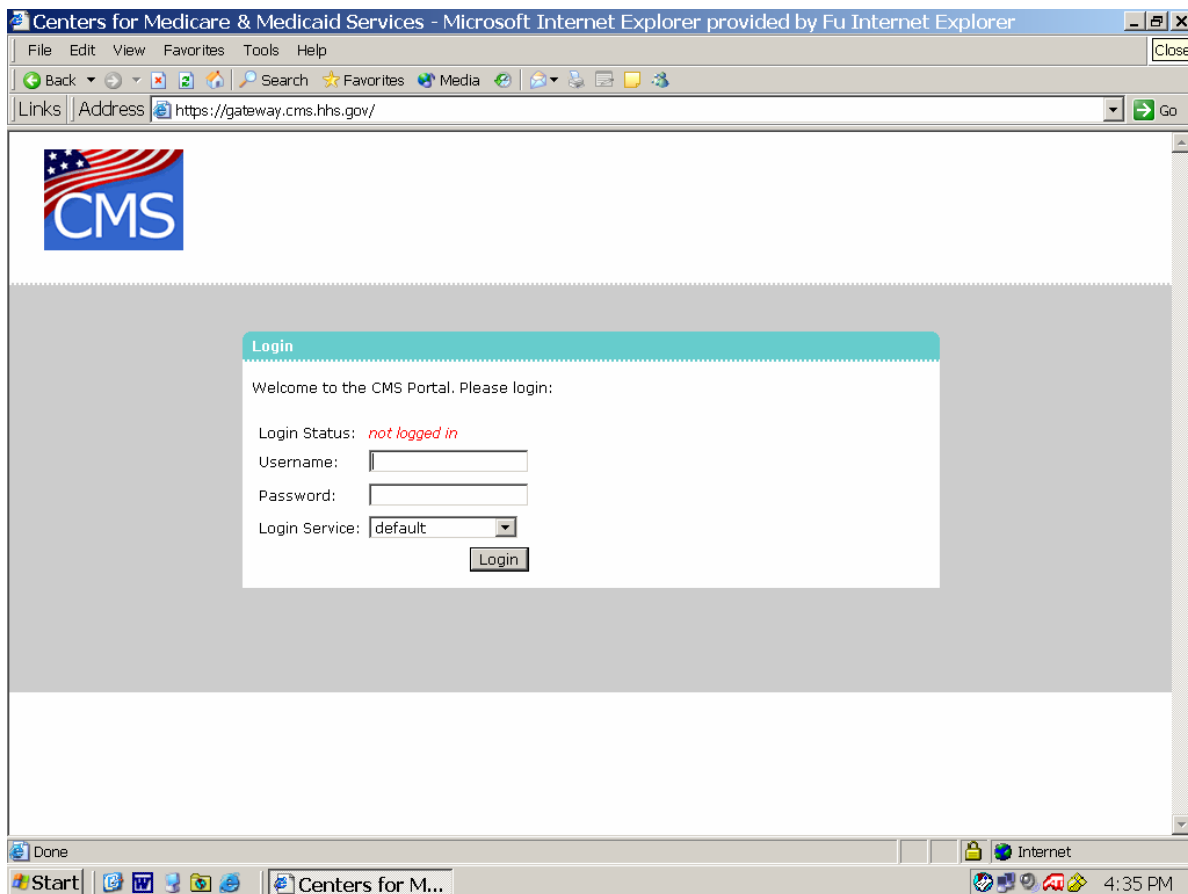 Centers for Medicare & Medicaid Services - Microsoft Internet Explorer provided by Fu Internet Explorer
File Edit View Favorites Tools Help
Close
Back Search Favorites Media
Links Address https://gateway.cms.hhs.gov/ Go
CMS
Login
Welcome to the CMS Portal. Please login:
Login Status: not logged in
Username:
Password:
Login Service: default
Login
Done Internet
Start Centers for M... 4:35 PM